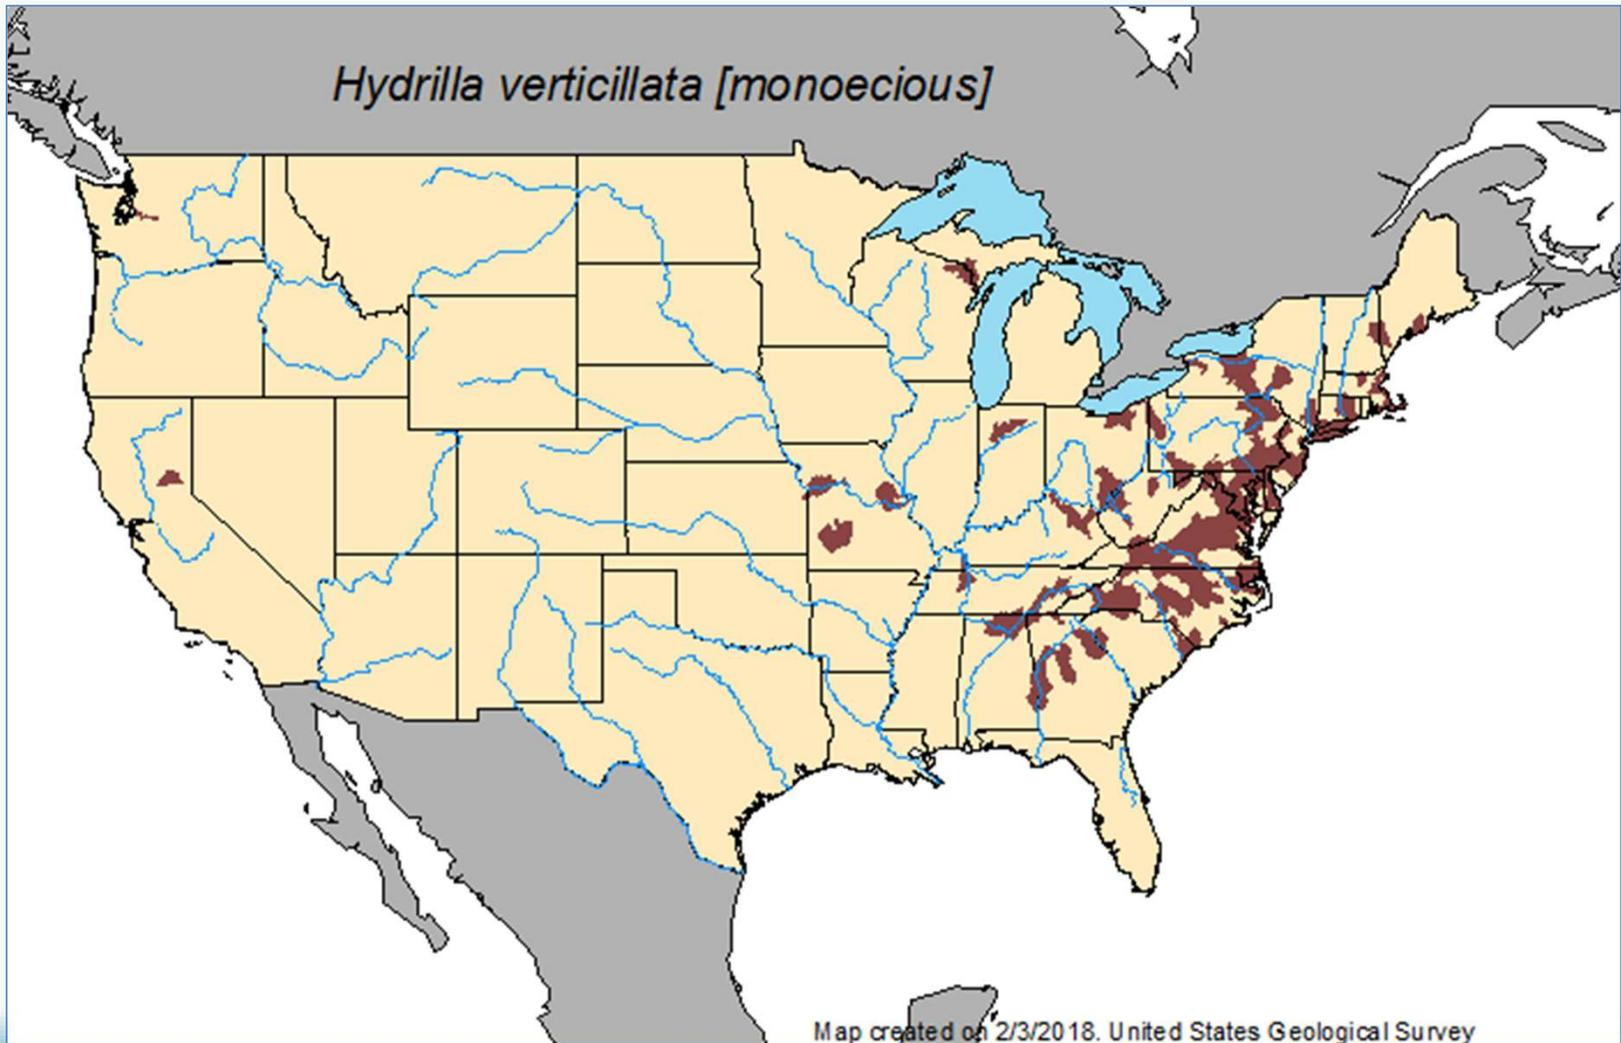 Hydrilla verticillata [monoecious]
Map created on 2/3/2018. United States Geological Survey